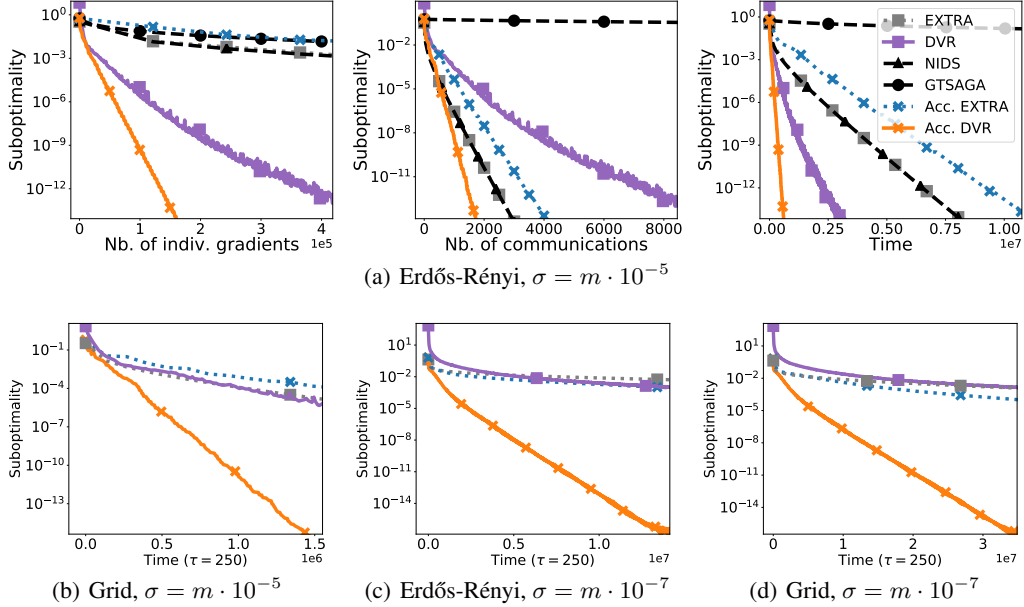 Suboptimality
10^0
10^{-3}
10^{-6}
10^{-9}
10^{-12}
0 1 2 3 4
Nb. of indiv. gradients 1e5
Suboptimality
10^{-2}
10^{-5}
10^{-8}
10^{-11}
0 2000 4000 6000 8000
Nb. of communications
Suboptimality
10^0
10^{-3}
10^{-6}
10^{-9}
10^{-12}
EXTRA
DVR
NIDS
GTSAGA
Acc. EXTRA
Acc. DVR
0.0 0.2 0.4 0.6 0.8 1.0
Time 1e7
(a) Erdős-Rényi, σ = m · 10^{-5}
Suboptimality
10^{-1}
10^{-4}
10^{-7}
10^{-10}
10^{-13}
0.0 0.5 1.0 1.5
Time (τ = 250) 1e6
Suboptimality
10^1
10^{-2}
10^{-5}
10^{-8}
10^{-11}
10^{-14}
0.0 0.5 1.0
Time (τ = 250) 1e7
Suboptimality
10^1
10^{-2}
10^{-5}
10^{-8}
10^{-11}
10^{-14}
0 1 2 3
Time (τ = 250) 1e7
(b) Grid, σ = m · 10^{-5}
(c) Erdős-Rényi, σ = m · 10^{-7}
(d) Grid, σ = m · 10^{-7}